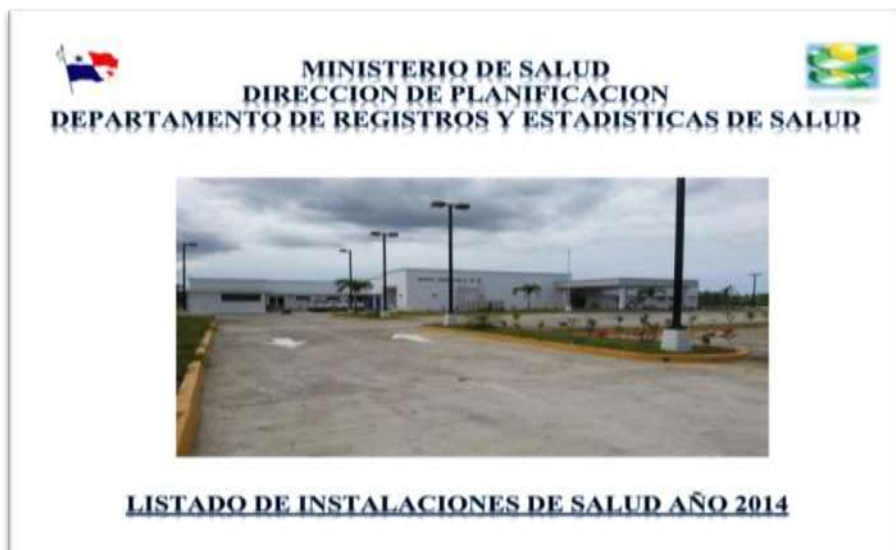 MINISTERIO DE SALUD
DIRECCION DE PLANIFICACION
DEPARTAMENTO DE REGISTROS Y ESTADISTICAS DE SALUD
LISTADO DE INSTALACIONES DE SALUD AÑO 2014